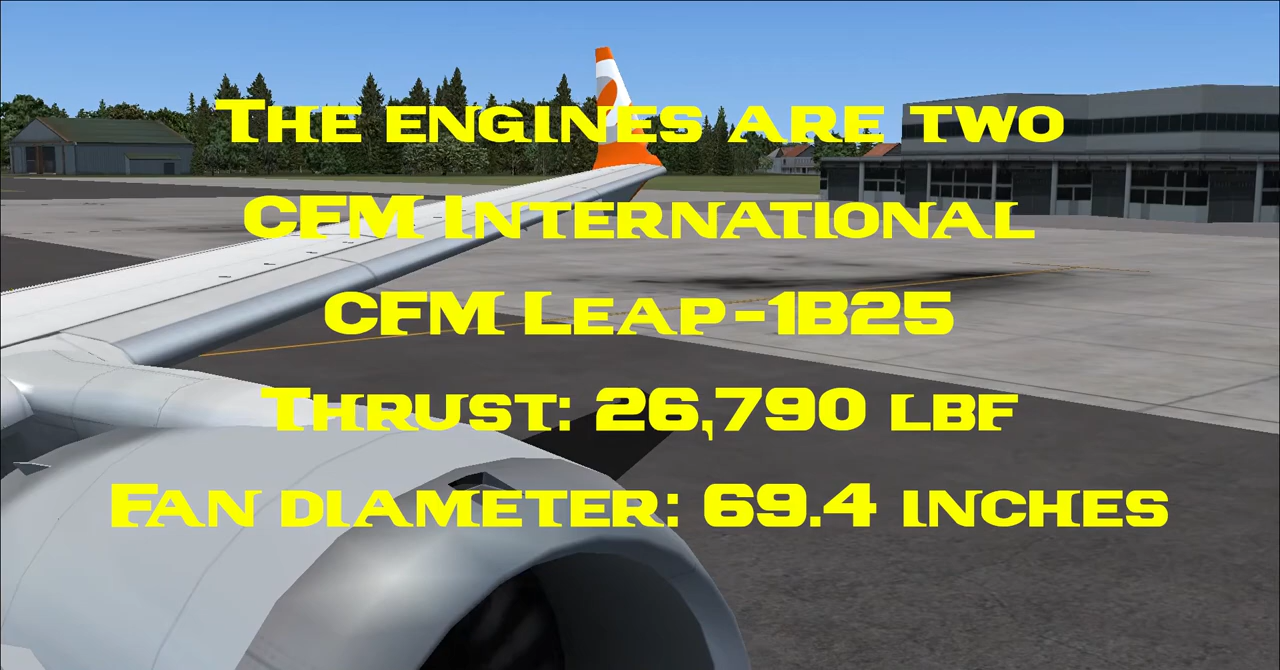 The engines are two
CFM International
CFM Leap-1B25
Thrust: 26,790 lbf
Fan diameter: 69.4 inches